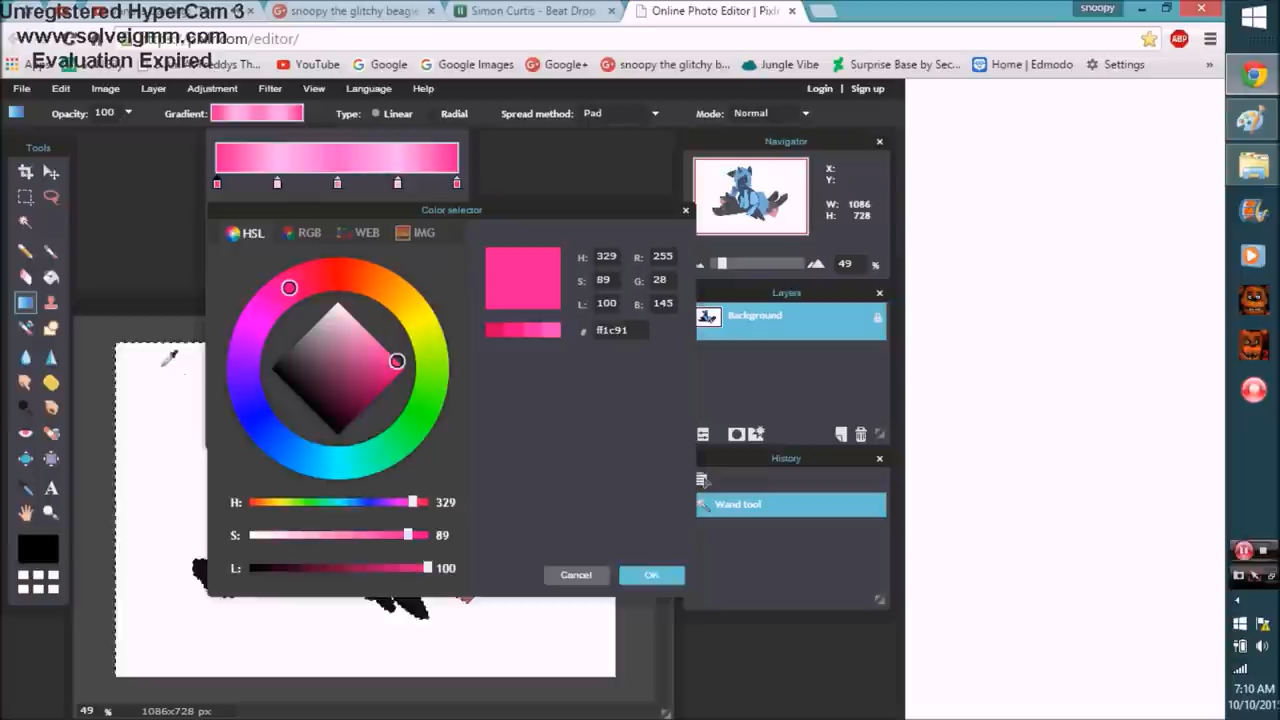 Unregistered HyperCam 3
www.solveigmm.com
Evaluation Expired
snoopy the glitchy beagle
Simon Curtis - Beat Drop
Online Photo Editor | Pixlr
snoopy
.com/editor/
YouTube
Google
Google Images
Google+
snoopy the glitchy b...
Jungle Vibe
Surprise Base by Sec...
Home | Edmodo
Settings
»
ABP
File Edit Image Layer Adjustment Filter View Language Help
Login | Sign up
Opacity: 100
Gradient:
Type: Linear Radial
Spread method: Pad
Mode: Normal
Tools
Navigator
X:
Y:
W: 1086
H: 728
49 %
Color selector
HSL
RGB
WEB
IMG
H: 329 R: 255
S: 89 G: 28
L: 100 B: 145
# ff1c91
H: 329
S: 89
L: 100
Cancel
OK
Layers
Background
History
Wand tool
A
49 % 1086x728 px
7:10 AM
10/10/201